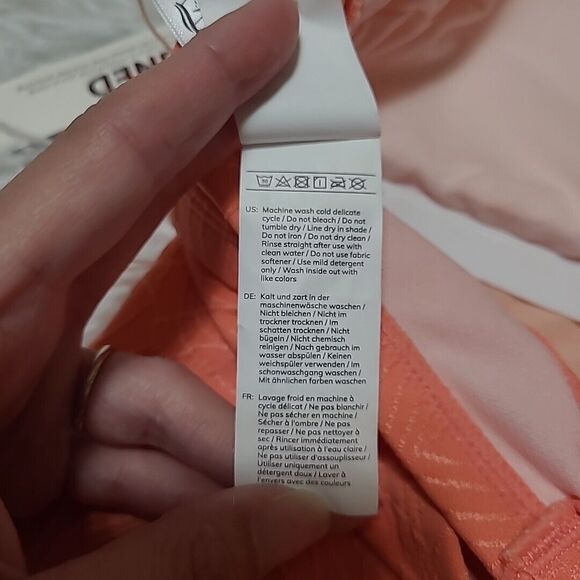 NED
US: Machine wash cold delicate
cycle / Do not bleach / Do not
tumble dry / Line dry in shade /
Do not iron / Do not dry clean /
Rinse straight after use with
clean water / Do not use fabric
softener / Use mild detergent
only / Wash inside out with
like colors
DE: Kalt und zart in der
maschinenwäsche waschen /
Nicht bleichen / Nicht im
trockner trocknen / Im
schatten trocknen / Nicht
bügeln / Nicht chemisch
reinigen / Nach gebrauch im
wasser abspülen / Keinen
weichspüler verwenden / Im
schonwaschgang waschen /
Mit ähnlichen farben waschen
FR: Lavage froid en machine à
cycle délicat / Ne pas blanchir /
Ne pas sécher en machine /
Sécher à l'ombre / Ne pas
repasser / Ne pas nettoyer à
sec / Rincer immédiatement
après utilisation à l'eau claire /
Ne pas utiliser d'assouplisseur /
Utiliser uniquement un
détergent doux / Laver à
l'envers avec des couleurs